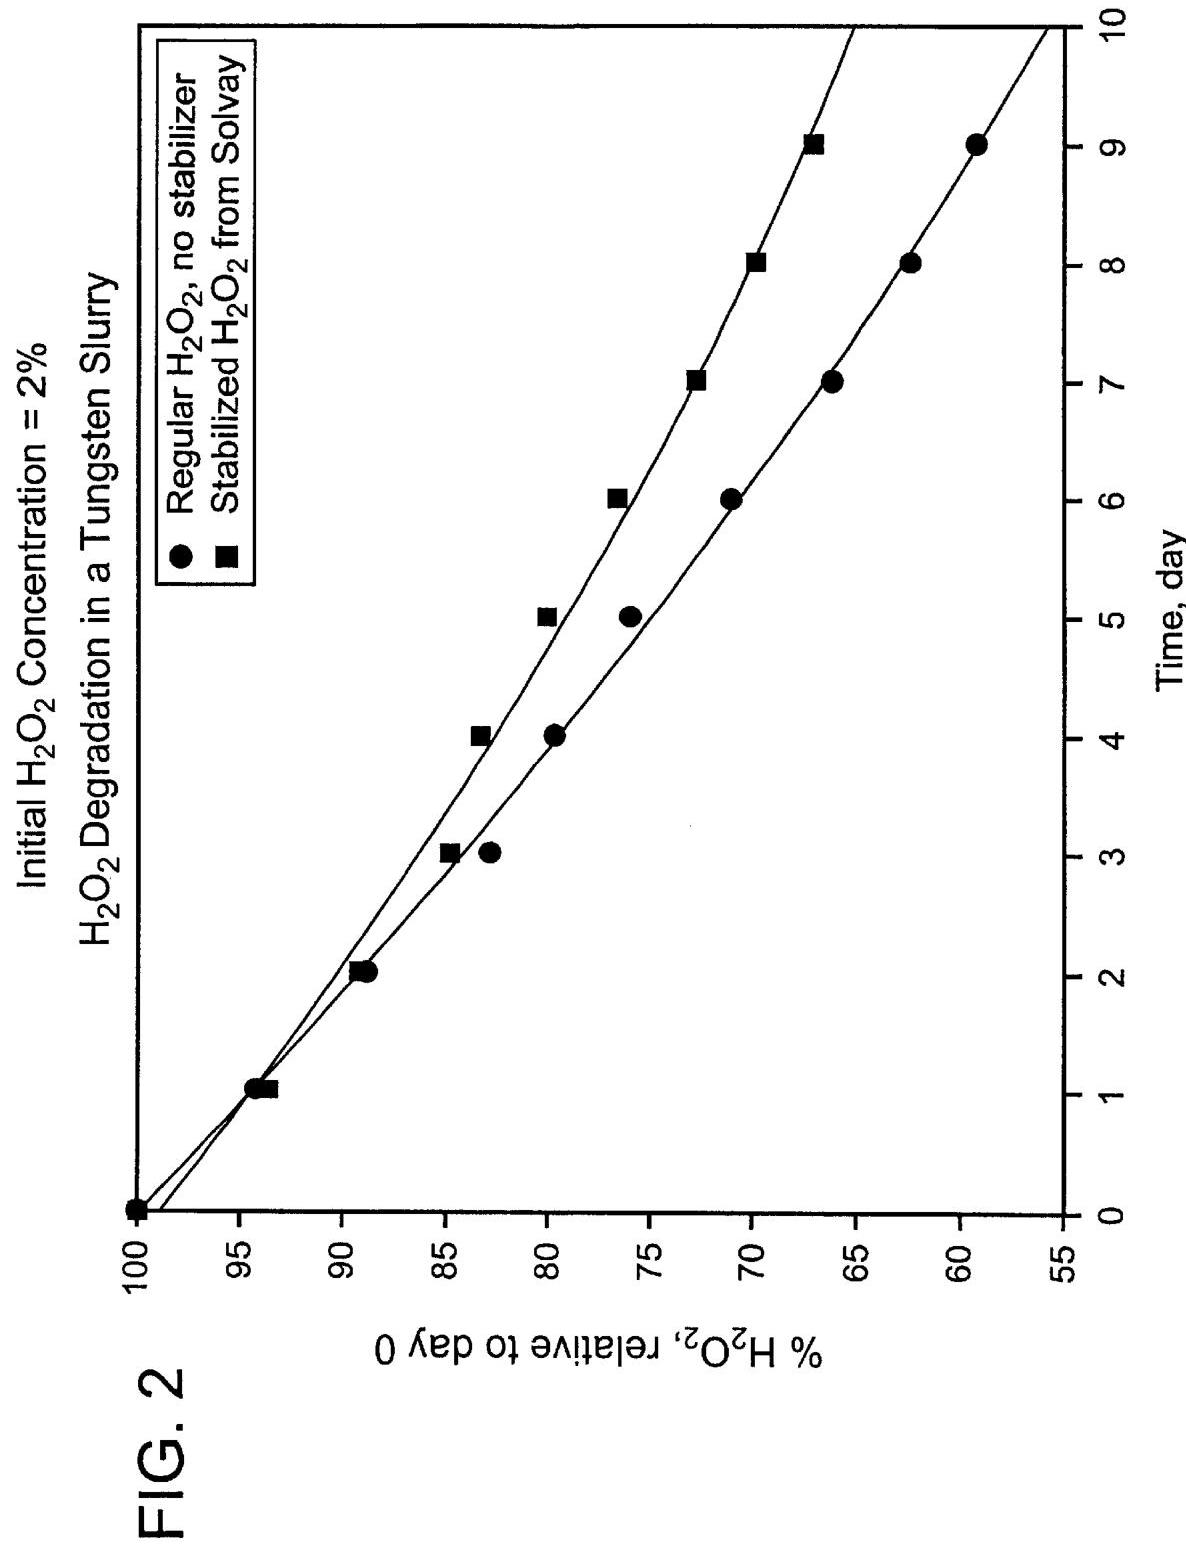 FIG. 2
Initial H₂O₂ Concentration = 2%
H₂O₂ Degradation in a Tungsten Slurry
Regular H₂O₂, no stabilizer
Stabilized H₂O₂ from Solvay
% H₂O₂, relative to day 0
100
95
90
85
80
75
70
65
60
55
0 1 2 3 4 5 6 7 8 9 10
Time, day